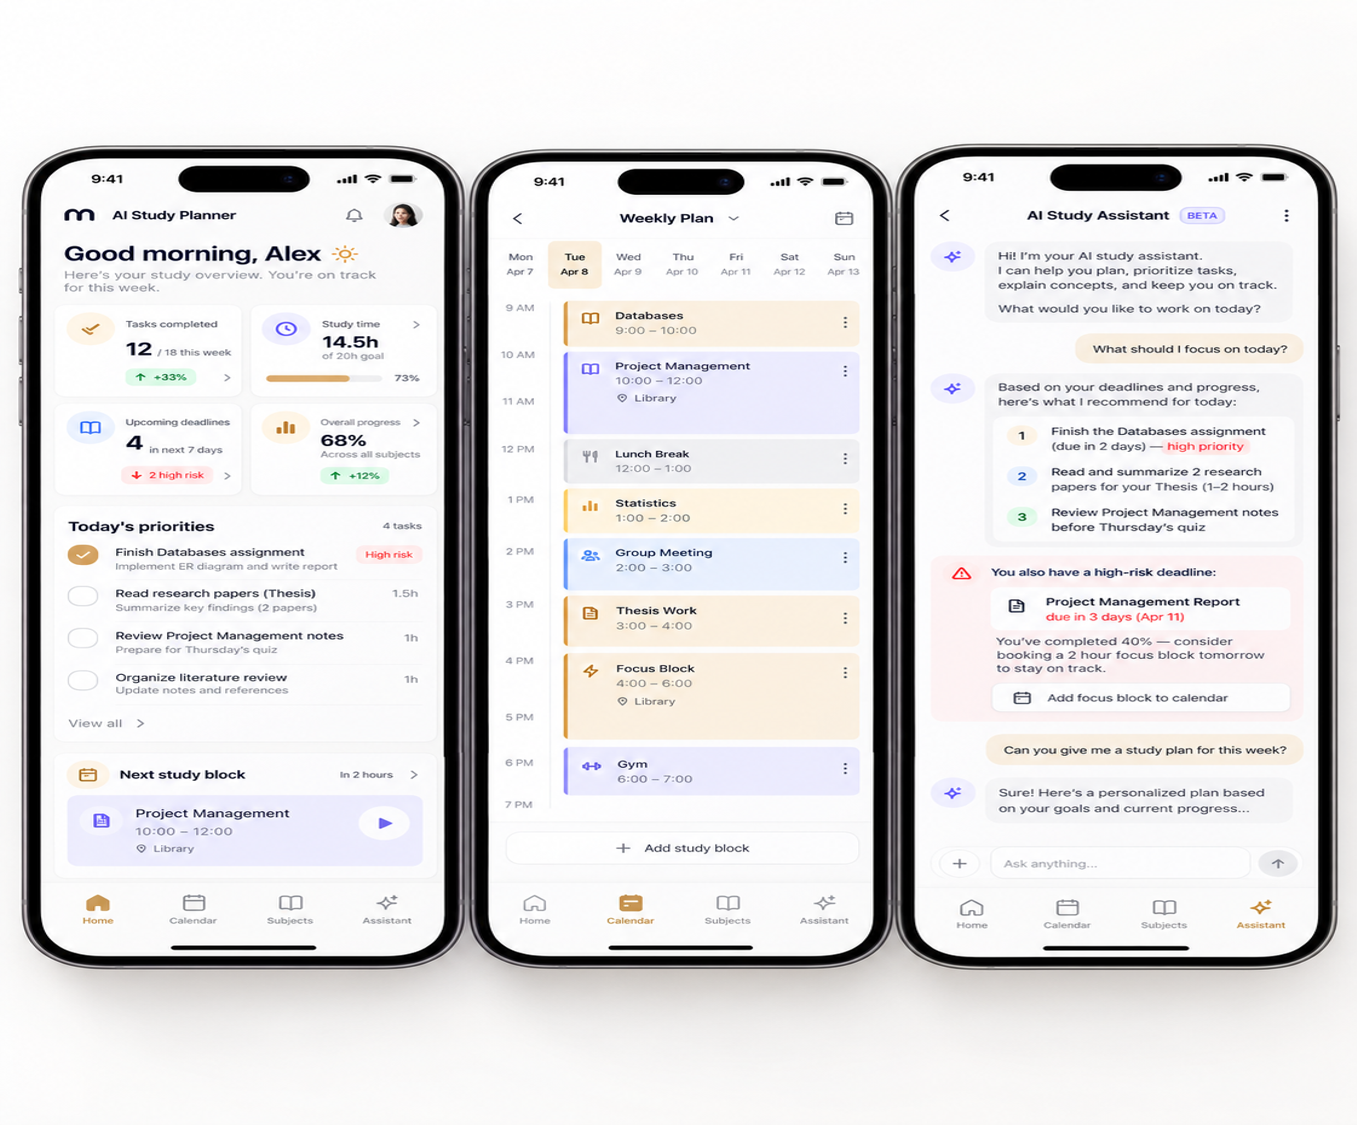 9:41
AI Study Planner
Good morning, Alex
Here's your study overview. You're on track
for this week.
Tasks completed
12 / 18 this week
+33%
Study time
14.5h
of 20h goal
73%
Upcoming deadlines
4 in next 7 days
2 high risk
Overall progress
68%
Across all subjects
+12%
Today's priorities
4 tasks
Finish Databases assignment
Implement ER diagram and write report
High risk
Read research papers (Thesis)
Summarize key findings (2 papers)
1.5h
Review Project Management notes
Prepare for Thursday's quiz
1h
Organize literature review
Update notes and references
1h
View all
Next study block
In 2 hours
Project Management
10:00 – 12:00
Library
Home
Calendar
Subjects
Assistant
9:41
Weekly Plan
Mon Tue Wed Thu Fri Sat Sun
Apr 7 Apr 8 Apr 9 Apr 10 Apr 11 Apr 12 Apr 13
9 AM
Databases
9:00 – 10:00
10 AM
Project Management
10:00 – 12:00
Library
11 AM
12 PM
Lunch Break
12:00 – 1:00
1 PM
Statistics
1:00 – 2:00
2 PM
Group Meeting
2:00 – 3:00
3 PM
Thesis Work
3:00 – 4:00
4 PM
Focus Block
4:00 – 6:00
Library
5 PM
6 PM
Gym
6:00 – 7:00
7 PM
Add study block
Home
Calendar
Subjects
Assistant
9:41
AI Study Assistant BETA
Hi! I'm your AI study assistant.
I can help you plan, prioritize tasks,
explain concepts, and keep you on track.
What would you like to work on today?
What should I focus on today?
Based on your deadlines and progress,
here's what I recommend for today:
1 Finish the Databases assignment
(due in 2 days) — high priority
2 Read and summarize 2 research
papers for your Thesis (1–2 hours)
3 Review Project Management notes
before Thursday's quiz
You also have a high-risk deadline:
Project Management Report
due in 3 days (Apr 11)
You've completed 40% — consider
booking a 2 hour focus block tomorrow
to stay on track.
Add focus block to calendar
Can you give me a study plan for this week?
Sure! Here's a personalized plan based
on your goals and current progress...
Ask anything...
Home
Calendar
Subjects
Assistant